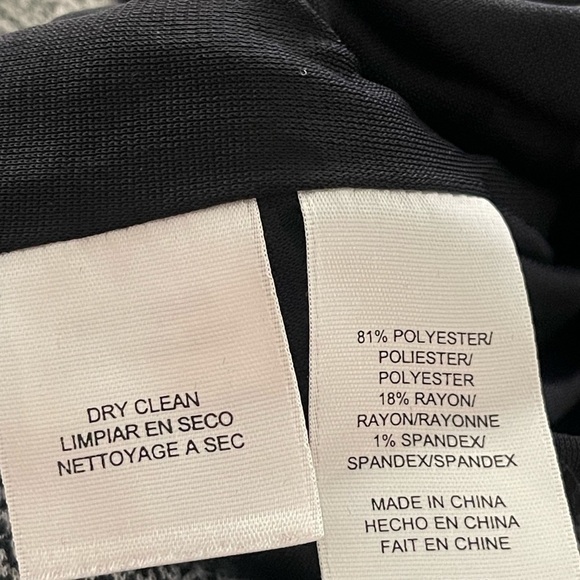 DRY CLEAN
LIMPIAR EN SECO
NETTOYAGE A SEC
81% POLYESTER/
POLIESTER/
POLYESTER
18% RAYON/
RAYON/RAYONNE
1% SPANDEX/
SPANDEX/SPANDEX
MADE IN CHINA
HECHO EN CHINA
FAIT EN CHINE